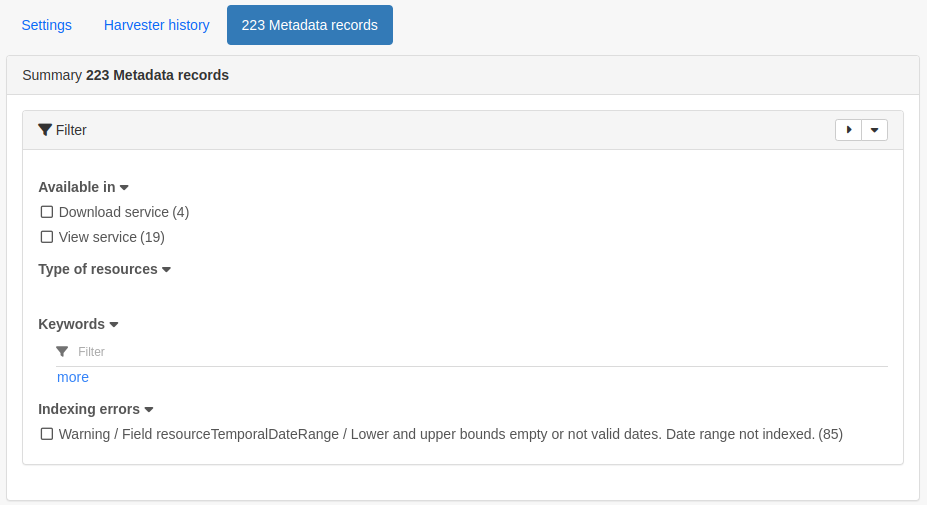 Settings Harvester history 223 Metadata records
Summary 223 Metadata records
Filter
Available in
Download service (4)
View service (19)
Type of resources
Keywords
Filter
more
Indexing errors
Warning / Field resourceTemporalDateRange / Lower and upper bounds empty or not valid dates. Date range not indexed. (85)